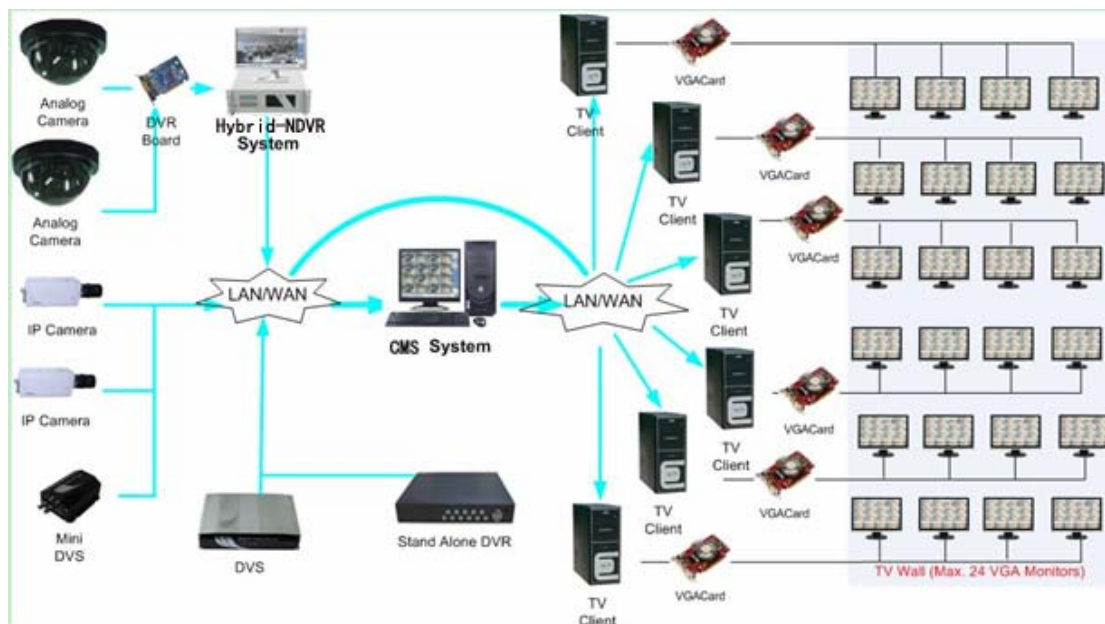 Analog
Camera
DVR
Board
Hybrid-NDVR
System
Analog
Camera
IP Camera
IP Camera
Mini
DVS
DVS
Stand Alone DVR
LAN/WAN
CMS System
LAN/WAN
TV
Client
VGACard
TV
Client
VGACard
TV
Client
VGACard
TV
Client
VGACard
TV
Client
VGACard
TV
Client
VGACard
TV Wall (Max. 24 VGA Monitors)